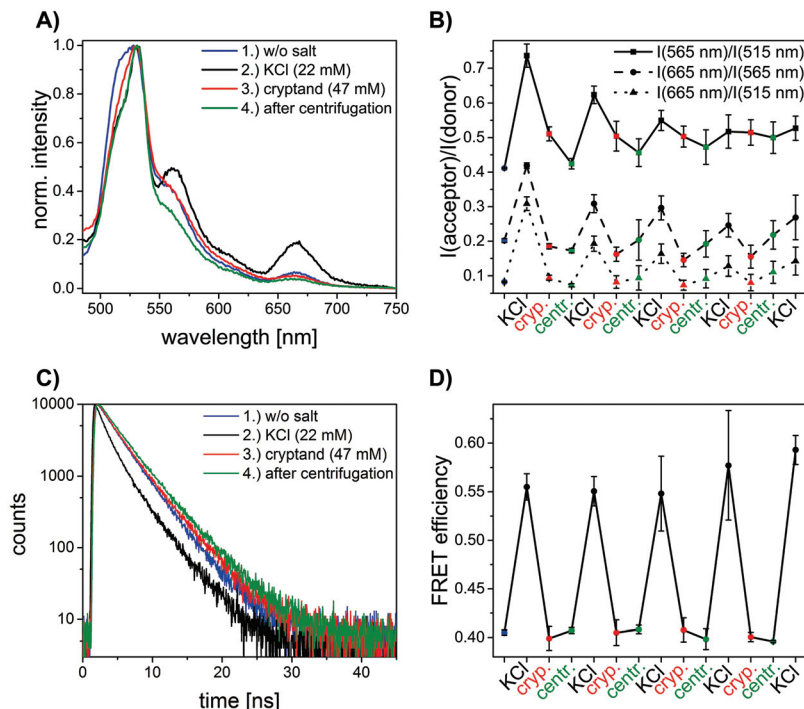 A)
1.) w/o salt
2.) KCl (22 mM)
3.) cryptand (47 mM)
4.) after centrifugation
norm. intensity
1.0
0.8
0.6
0.4
0.2
0.0
500 550 600 650 700 750
wavelength [nm]
B)
I(565 nm)/I(515 nm)
I(665 nm)/I(565 nm)
I(665 nm)/I(515 nm)
I(acceptor)/I(donor)
0.7
0.6
0.5
0.4
0.3
0.2
0.1
KCl cryp. centr. KCl cryp. centr. KCl cryp. centr. KCl cryp. centr. KCl
C)
1.) w/o salt
2.) KCl (22 mM)
3.) cryptand (47 mM)
4.) after centrifugation
counts
10000
1000
100
10
0 10 20 30 40
time [ns]
D)
FRET efficiency
0.60
0.55
0.50
0.45
0.40
KCl cryp. centr. KCl cryp. centr. KCl cryp. centr. KCl cryp. centr. KCl